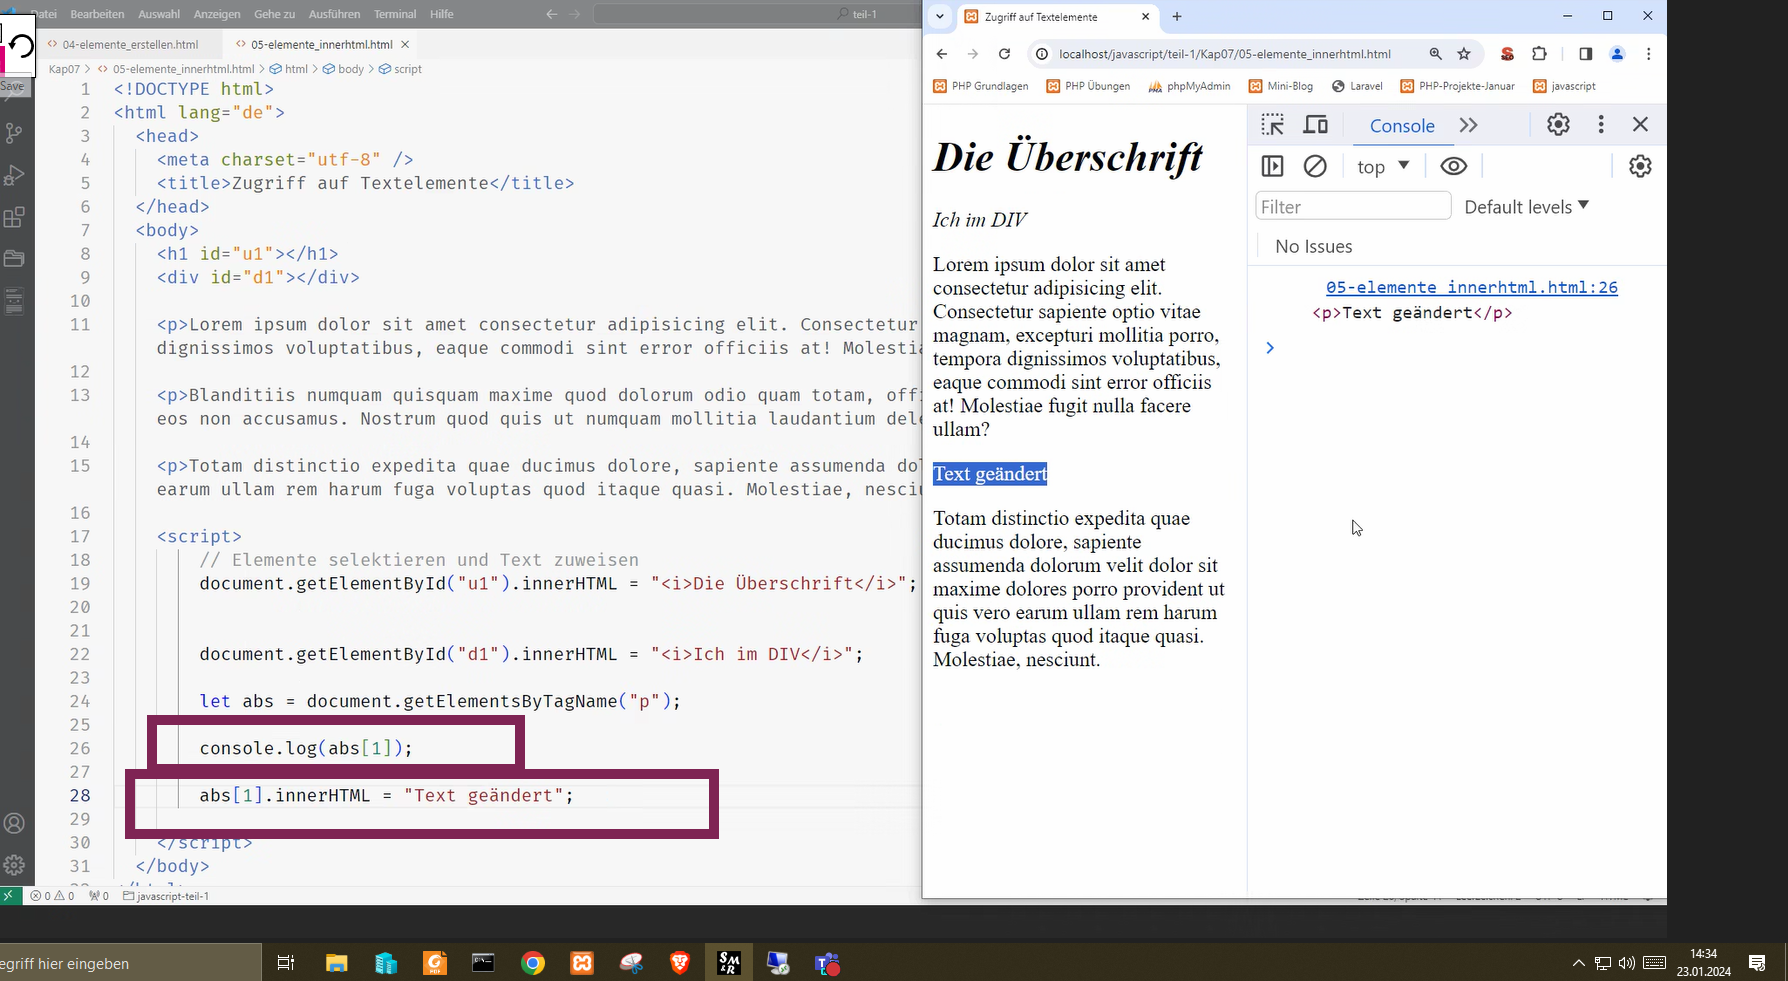 Datei Bearbeiten Auswahl Anzeigen Gehe zu Ausführen Terminal Hilfe
teil-1
04-elemente_erstellen.html
05-elemente_innerhtml.html
Save
Kap07 > 05-elemente_innerhtml.html > html > body > script
1 <!DOCTYPE html>
2 <html lang="de">
3 <head>
4 <meta charset="utf-8" />
5 <title>Zugriff auf Textelemente</title>
6 </head>
7 <body>
8 <h1 id="u1"></h1>
9 <div id="d1"></div>
10
11 <p>Lorem ipsum dolor sit amet consectetur adipisicing elit. Consectetur
dignissimos voluptatibus, eaque commodi sint error officiis at! Molestia
12
13 <p>Blanditiis numquam quisquam maxime quod dolorum odio quam totam, off
eos non accusamus. Nostrum quod quis ut numquam mollitia laudantium dele
14
15 <p>Totam distinctio expedita quae ducimus dolore, sapiente assumenda do
earum ullam rem harum fuga voluptas quod itaque quasi. Molestiae, nesciu
16
17 <script>
18 // Elemente selektieren und Text zuweisen
19 document.getElementById("u1").innerHTML = "<i>Die Überschrift</i>";
20
21
22 document.getElementById("d1").innerHTML = "<i>Ich im DIV</i>";
23
24 let abs = document.getElementsByTagName("p");
25
26 console.log(abs[1]);
27
28 abs[1].innerHTML = "Text geändert";
29
30 </script>
31 </body>
0 0 0 javascript-teil-1
Zugriff auf Textelemente
localhost/javascript/teil-1/Kap07/05-elemente_innerhtml.html
PHP Grundlagen PHP Übungen phpMyAdmin Mini-Blog Laravel PHP-Projekte-Januar javascript
Die Überschrift
Ich im DIV
Lorem ipsum dolor sit amet
consectetur adipisicing elit.
Consectetur sapiente optio vitae
magnam, excepturi mollitia porro,
tempora dignissimos voluptatibus,
eaque commodi sint error officiis
at! Molestiae fugit nulla facere
ullam?
Text geändert
Totam distinctio expedita quae
ducimus dolore, sapiente
assumenda dolorum velit dolor sit
maxime dolores porro provident ut
quis vero earum ullam rem harum
fuga voluptas quod itaque quasi.
Molestiae, nesciunt.
Console
top
Filter
Default levels
No Issues
05-elemente_innerhtml.html:26
<p>Text geändert</p>
egriff hier eingeben
14:34
23.01.2024